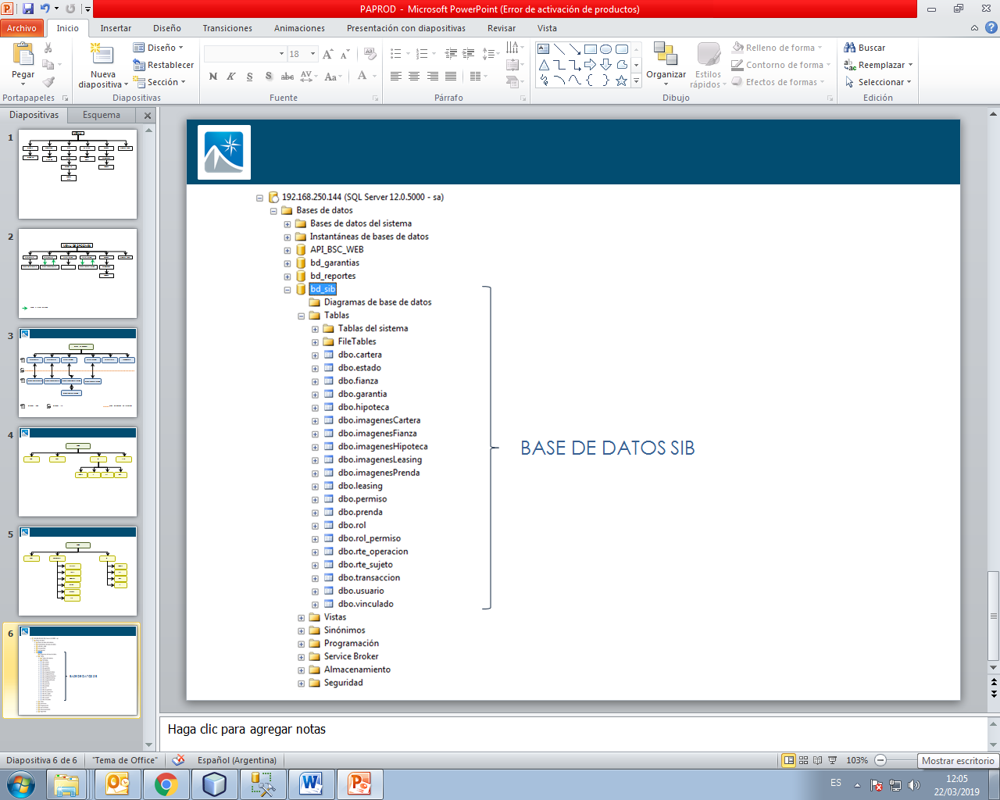 PAPROD - Microsoft PowerPoint (Error de activación de productos)
Archivo Inicio Insertar Diseño Transiciones Animaciones Presentación con diapositivas Revisar Vista
Pegar
Portapapeles
Nueva diapositiva
Diseño
Restablecer
Sección
Diapositivas
18
N K S S abc AV Aa A
Fuente
Párrafo
Organizar
Estilos rápidos
Relleno de forma
Contorno de forma
Efectos de formas
Dibujo
Buscar
Reemplazar
Seleccionar
Edición
Diapositivas Esquema
1
2
3
4
5
6
192.168.250.144 (SQL Server 12.0.5000 - sa)
Bases de datos
Bases de datos del sistema
Instantáneas de bases de datos
API_BSC_WEB
bd_garantias
bd_reportes
bd_sib
Diagramas de base de datos
Tablas
Tablas del sistema
FileTables
dbo.cartera
dbo.estado
dbo.fianza
dbo.garantia
dbo.hipoteca
dbo.imagenesCartera
dbo.imagenesFianza
dbo.imagenesHipoteca
dbo.imagenesLeasing
dbo.imagenesPrenda
dbo.leasing
dbo.permiso
dbo.prenda
dbo.rol
dbo.rol_permiso
dbo.rte_operacion
dbo.rte_sujeto
dbo.transaccion
dbo.usuario
dbo.vinculado
Vistas
Sinónimos
Programación
Service Broker
Almacenamiento
Seguridad
BASE DE DATOS SIB
Haga clic para agregar notas
Diapositiva 6 de 6 "Tema de Office" Español (Argentina) 103%
Mostrar escritorio
ES
12:05
22/03/2019